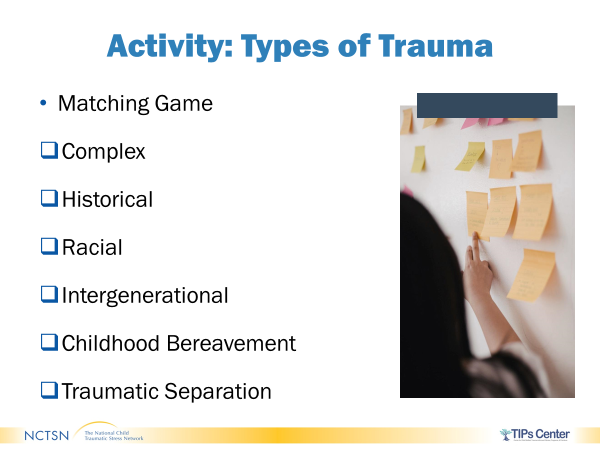 Activity: Types of Trauma
• Matching Game
❑Complex
❑Historical
❑Racial
❑Intergenerational
❑Childhood Bereavement
❑Traumatic Separation
NCTSN
The National Child
Traumatic Stress Network
TIPs Center